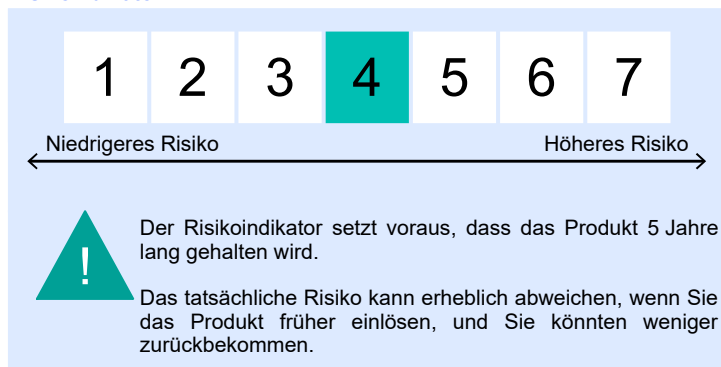 1 2 3 4 5 6 7
Niedrigeres Risiko Höheres Risiko
!
Der Risikoindikator setzt voraus, dass das Produkt 5 Jahre
lang gehalten wird.
Das tatsächliche Risiko kann erheblich abweichen, wenn Sie
das Produkt früher einlösen, und Sie könnten weniger
zurückbekommen.